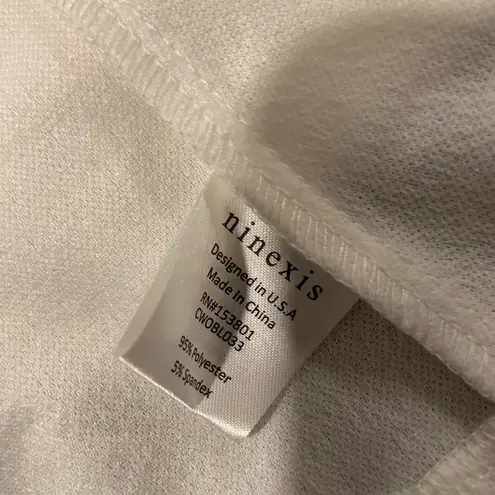 ninexis
Designed in U.S.A
Made in China
RN#153801
CWOBL033
95% Polyester
5% Spandex